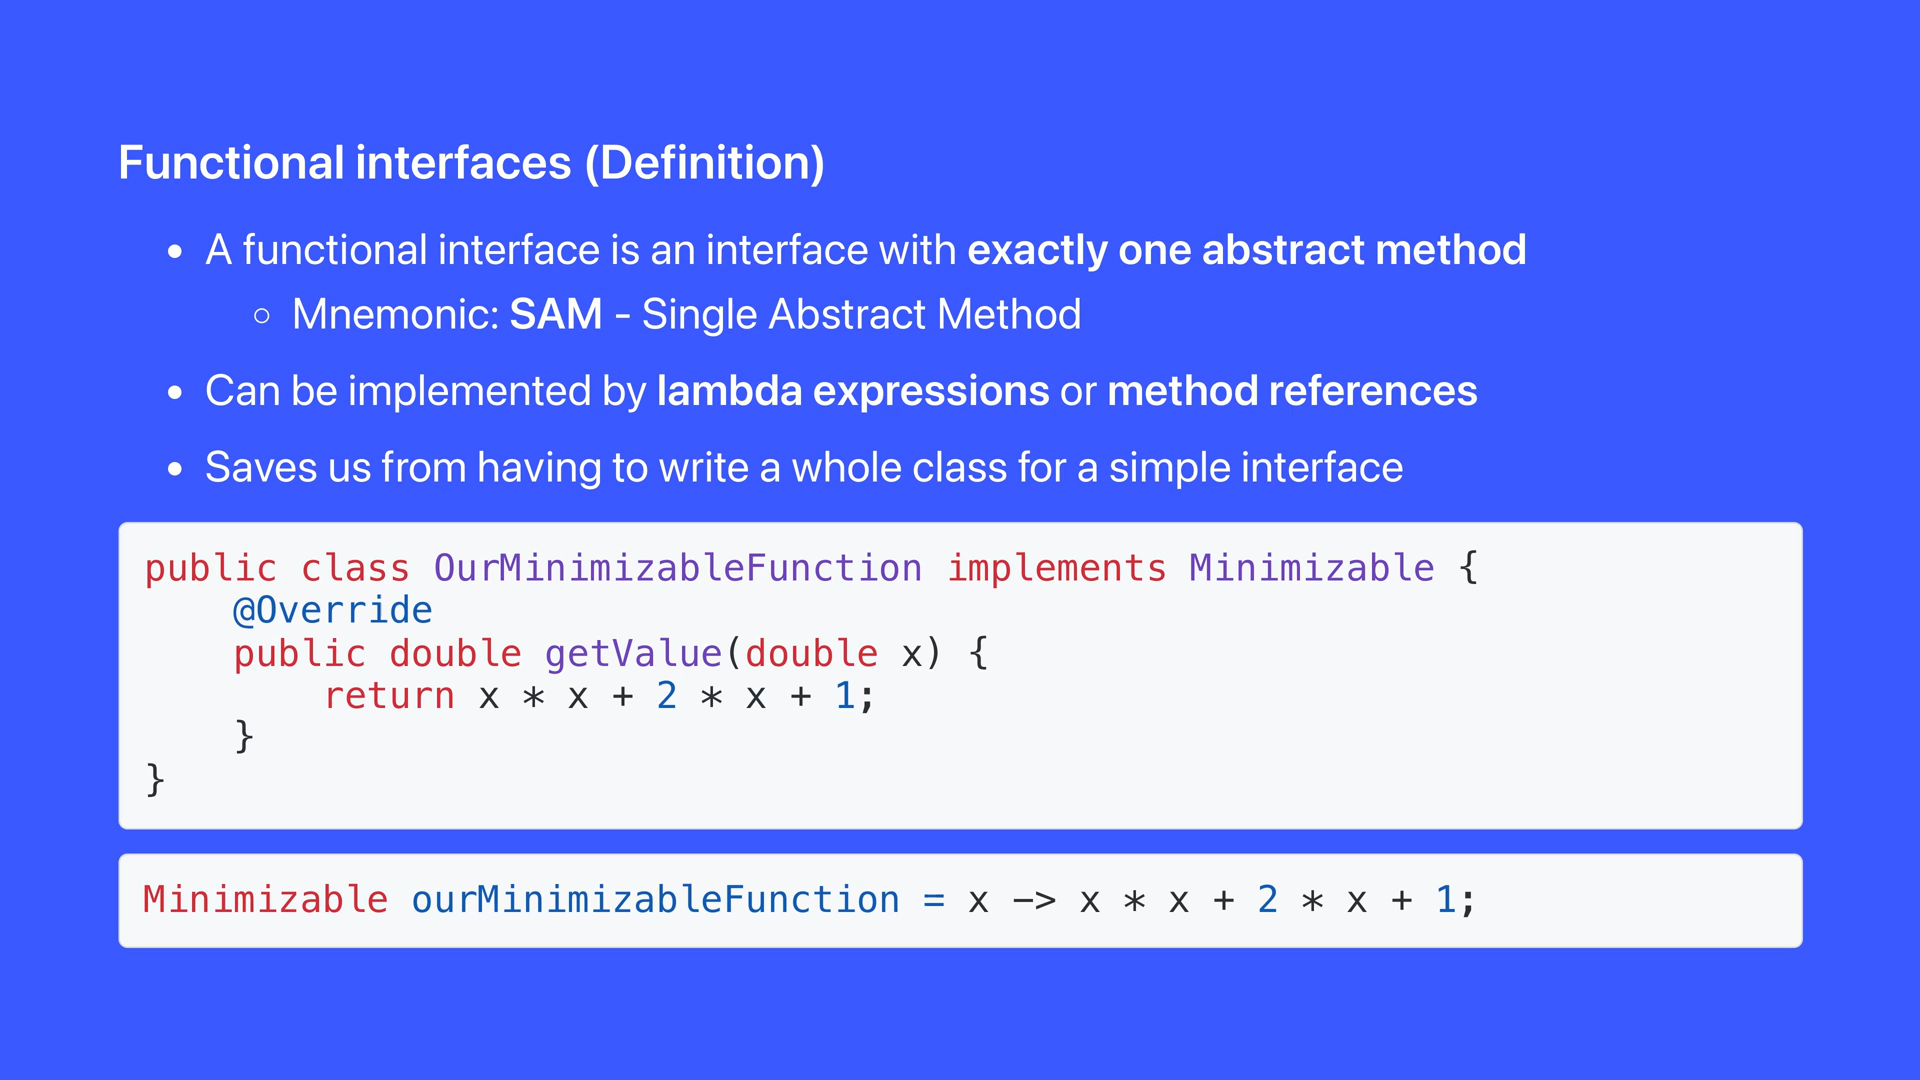 Functional interfaces (Definition)
• A functional interface is an interface with exactly one abstract method
◦ Mnemonic: SAM - Single Abstract Method
• Can be implemented by lambda expressions or method references
• Saves us from having to write a whole class for a simple interface
public class OurMinimizableFunction implements Minimizable {
    @Override
    public double getValue(double x) {
        return x * x + 2 * x + 1;
    }
}
Minimizable ourMinimizableFunction = x -> x * x + 2 * x + 1;